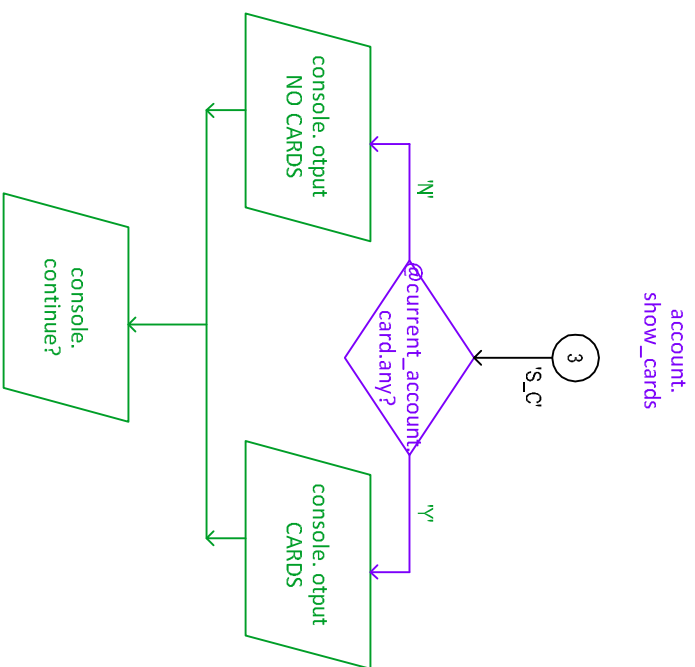 account.
show_cards
3
'S_C'
@current_account.
card.any?
'N'
'Y'
console. otput
NO CARDS
console. otput
CARDS
console.
continue?